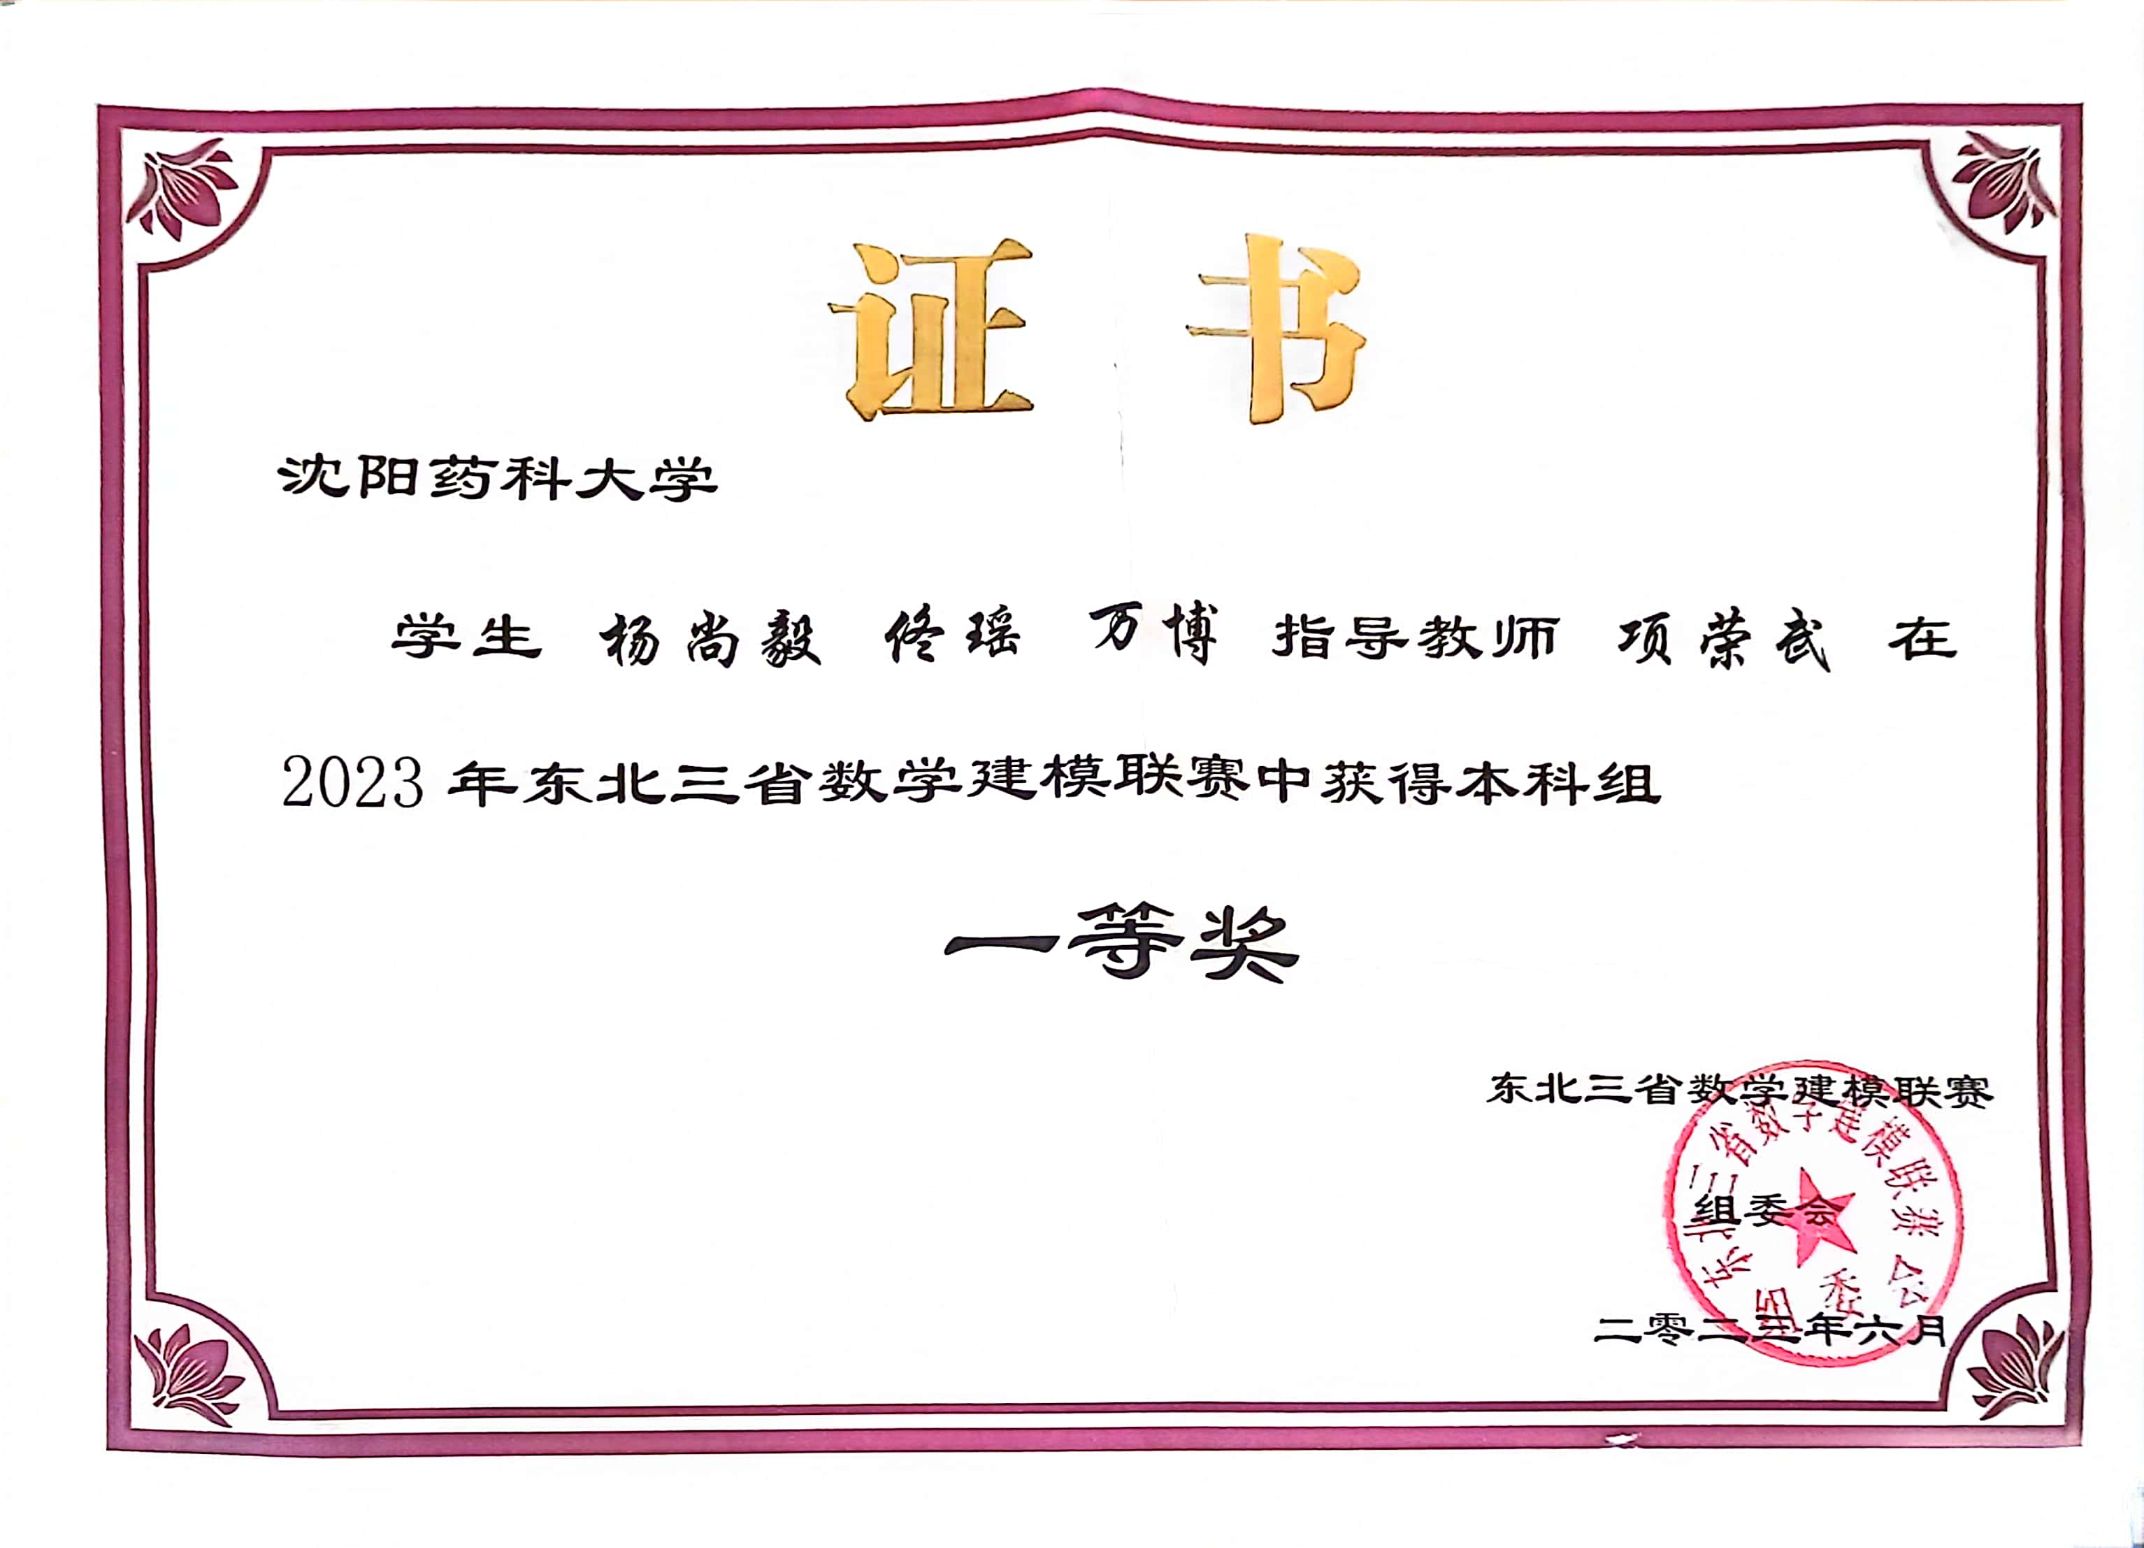 证书
沈阳药科大学
学生 杨尚毅 佟瑶 万博 指导教师 项荣武 在
2023 年东北三省数学建模联赛中获得本科组
一等奖
东北三省数学建模联赛
组委会
二零二三年六月
东北三省数学建模联赛组委会